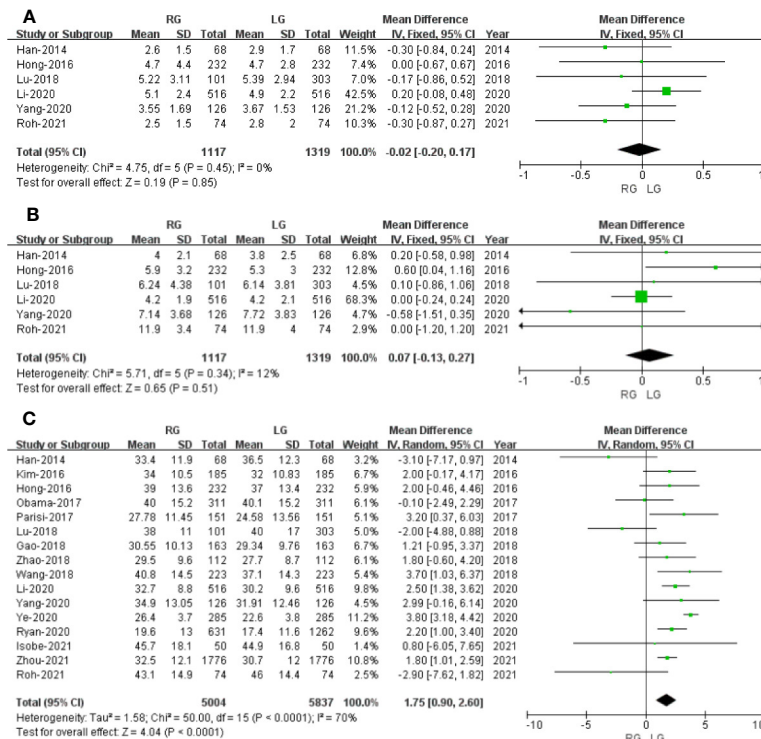 A
RG LG Mean Difference Mean Difference
Study or Subgroup Mean SD Total Mean SD Total Weight IV, Fixed, 95% CI Year IV, Fixed, 95% CI
Han-2014 2.6 1.5 68 2.9 1.7 68 11.5% -0.30 [-0.84, 0.24] 2014
Hong-2016 4.7 4.4 232 4.7 2.8 232 7.4% 0.00 [-0.67, 0.67] 2016
Lu-2018 5.22 3.11 101 5.39 2.94 303 7.1% -0.17 [-0.86, 0.52] 2018
Li-2020 5.1 2.4 516 4.9 2.2 516 42.5% 0.20 [-0.08, 0.48] 2020
Yang-2020 3.55 1.69 126 3.67 1.53 126 21.2% -0.12 [-0.52, 0.28] 2020
Roh-2021 2.5 1.5 74 2.8 2 74 10.3% -0.30 [-0.87, 0.27] 2021
Total (95% CI) 1117 1319 100.0% -0.02 [-0.20, 0.17]
Heterogeneity: Chi² = 4.75, df = 5 (P = 0.45); I² = 0%
Test for overall effect: Z = 0.19 (P = 0.85)
-1 -0.5 0 0.5 1
RG LG
B
RG LG Mean Difference Mean Difference
Study or Subgroup Mean SD Total Mean SD Total Weight IV, Fixed, 95% CI Year IV, Fixed, 95% CI
Han-2014 4 2.1 68 3.8 2.5 68 6.8% 0.20 [-0.58, 0.98] 2014
Hong-2016 5.9 3.2 232 5.3 3 232 12.8% 0.60 [0.04, 1.16] 2016
Lu-2018 6.24 4.38 101 6.14 3.81 303 4.5% 0.10 [-0.86, 1.06] 2018
Li-2020 4.2 1.9 516 4.2 2.1 516 68.3% 0.00 [-0.24, 0.24] 2020
Yang-2020 7.14 3.68 126 7.72 3.83 126 4.7% -0.58 [-1.51, 0.35] 2020
Roh-2021 11.9 3.4 74 11.9 4 74 2.9% 0.00 [-1.20, 1.20] 2021
Total (95% CI) 1117 1319 100.0% 0.07 [-0.13, 0.27]
Heterogeneity: Chi² = 5.71, df = 5 (P = 0.34); I² = 12%
Test for overall effect: Z = 0.65 (P = 0.51)
-1 -0.5 0 0.5 1
RG LG
C
RG LG Mean Difference Mean Difference
Study or Subgroup Mean SD Total Mean SD Total Weight IV, Random, 95% CI Year IV, Random, 95% CI
Han-2014 33.4 11.9 68 36.5 12.3 68 3.2% -3.10 [-7.17, 0.97] 2014
Kim-2016 34 10.5 185 32 10.83 185 7.5% 2.00 [-0.17, 4.17] 2016
Hong-2016 39 13.6 232 37 13.4 232 6.5% 2.00 [-0.46, 4.46] 2016
Obama-2017 40 15.2 311 40.1 15.2 311 6.7% -0.10 [-2.49, 2.29] 2017
Parisi-2017 27.78 11.45 151 24.58 13.56 151 5.4% 3.20 [0.37, 6.03] 2017
Lu-2018 38 11 101 40 17 303 5.3% -2.00 [-4.88, 0.88] 2018
Gao-2018 30.55 10.13 163 29.34 9.76 163 7.5% 1.21 [-0.95, 3.37] 2018
Zhao-2018 29.5 9.6 112 27.7 8.7 112 6.7% 1.80 [-0.60, 4.20] 2018
Wang-2018 40.8 14.5 223 37.1 14.3 223 5.9% 3.70 [1.03, 6.37] 2018
Li-2020 32.7 8.8 516 30.2 9.6 516 11.4% 2.50 [1.38, 3.62] 2020
Yang-2020 34.9 13.05 126 31.91 12.46 126 4.7% 2.99 [-0.16, 6.14] 2020
Ye-2020 26.4 3.7 285 22.6 3.8 285 13.3% 3.80 [3.18, 4.42] 2020
Ryan-2020 19.6 13 631 17.4 11.6 1262 11.1% 2.20 [1.00, 3.40] 2020
Isobe-2021 45.7 18.1 50 44.9 16.8 50 1.4% 0.80 [-6.05, 7.65] 2021
Zhou-2021 32.5 12.1 1776 30.7 12 1776 12.7% 1.80 [1.01, 2.59] 2021
Roh-2021 43.1 14.9 74 46 14.4 74 2.5% -2.90 [-7.62, 1.82] 2021
Total (95% CI) 5004 5837 100.0% 1.75 [0.90, 2.60]
Heterogeneity: Tau² = 1.58; Chi² = 50.00, df = 15 (P < 0.0001); I² = 70%
Test for overall effect: Z = 4.04 (P < 0.0001)
-10 -5 0 5 10
RG LG